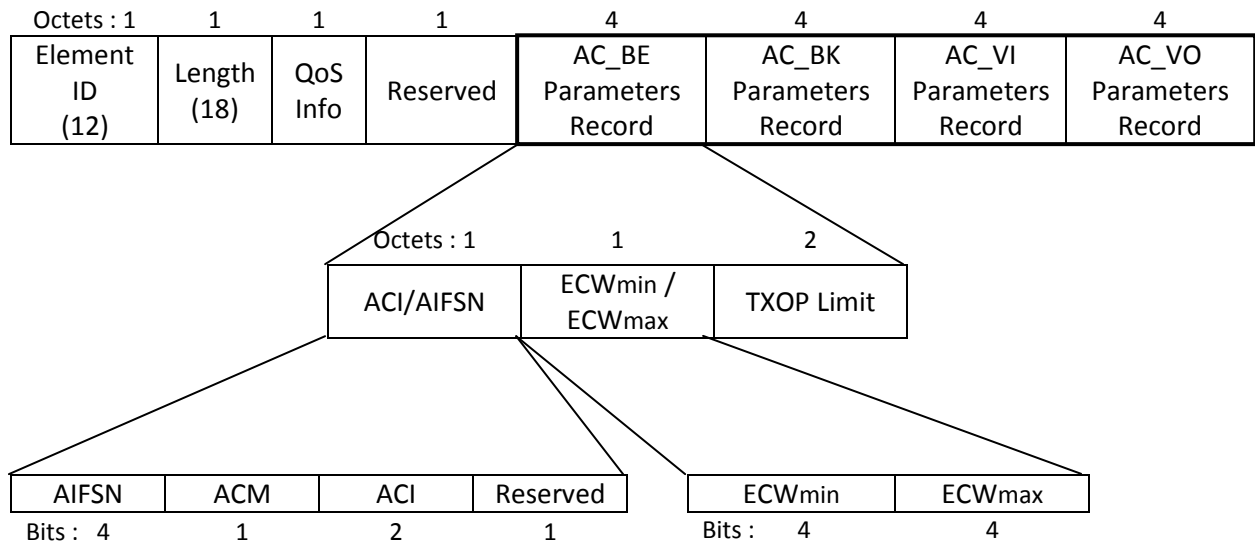 Octets : 1 1 1 1 4 4 4 4
Element ID (12) Length (18) QoS Info Reserved AC_BE Parameters Record AC_BK Parameters Record AC_VI Parameters Record AC_VO Parameters Record
Octets : 1 1 2
ACI/AIFSN ECWmin / ECWmax TXOP Limit
AIFSN ACM ACI Reserved
Bits : 4 1 2 1
ECWmin ECWmax
Bits : 4 4